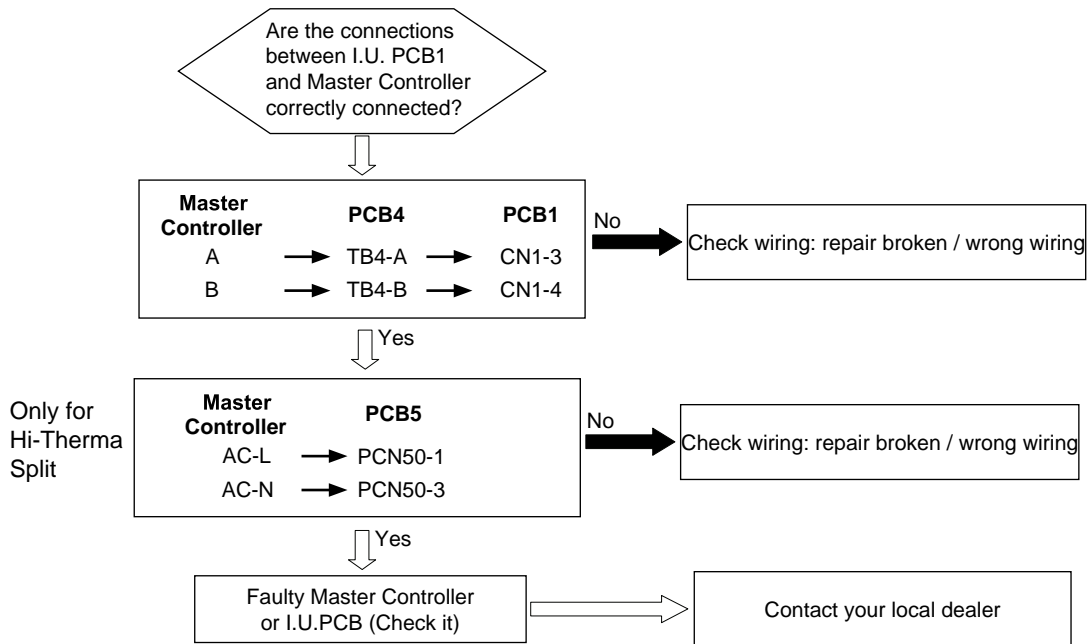 Are the connections
between I.U. PCB1
and Master Controller
correctly connected?
Master
Controller
PCB4
PCB1
A
TB4-A
CN1-3
B
TB4-B
CN1-4
No
Check wiring: repair broken / wrong wiring
Yes
Only for
Hi-Therma
Split
Master
Controller
PCB5
AC-L
PCN50-1
AC-N
PCN50-3
No
Check wiring: repair broken / wrong wiring
Yes
Faulty Master Controller
or I.U.PCB (Check it)
Contact your local dealer